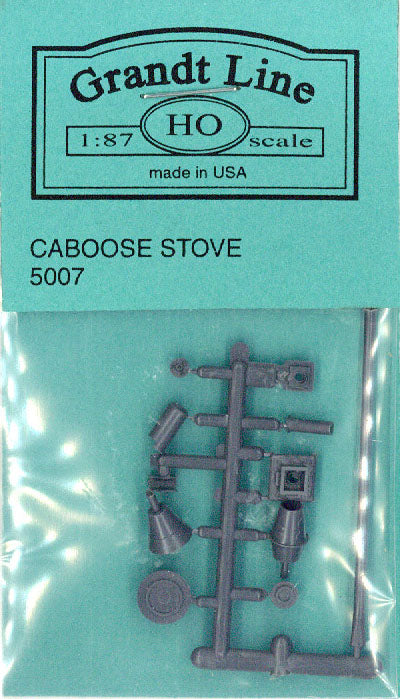 Grandt Line
1:87 HO scale
made in USA
CABOOSE STOVE
5007